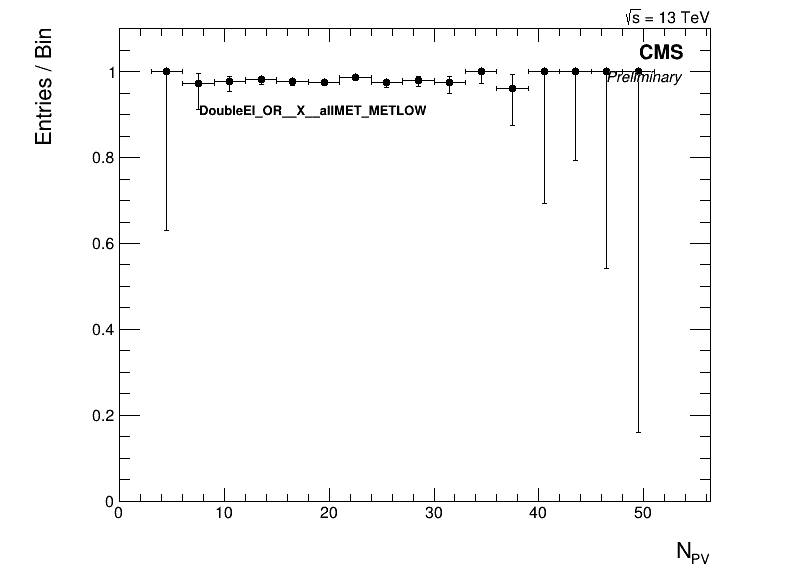 √s = 13 TeV
Entries / Bin
CMS
Preliminary
DoubleEl_OR__X__allMET_METLOW
1
0.8
0.6
0.4
0.2
0
0 10 20 30 40 50
N_PV